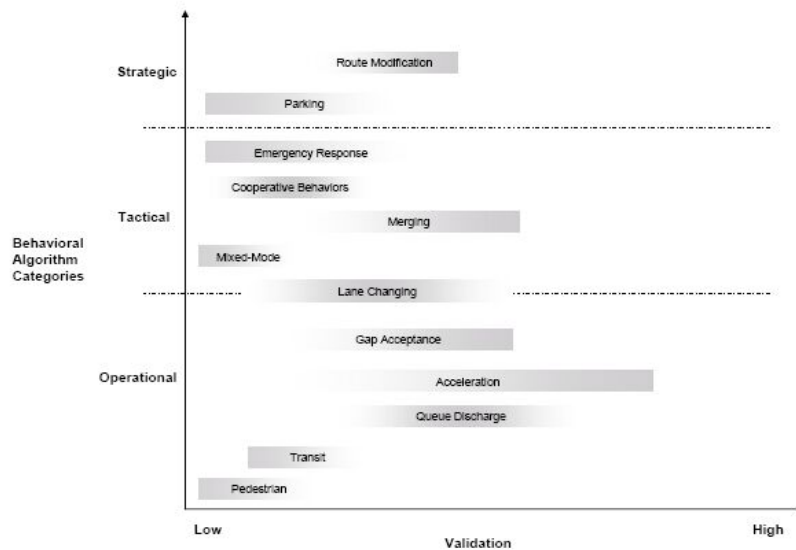 Strategic
Route Modification
Parking
Emergency Response
Cooperative Behaviors
Tactical
Merging
Behavioral
Algorithm
Categories
Mixed-Mode
Lane Changing
Gap Acceptance
Operational
Acceleration
Queue Discharge
Transit
Pedestrian
Low
Validation
High